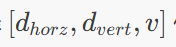 [d_{horz}, d_{vert}, v]